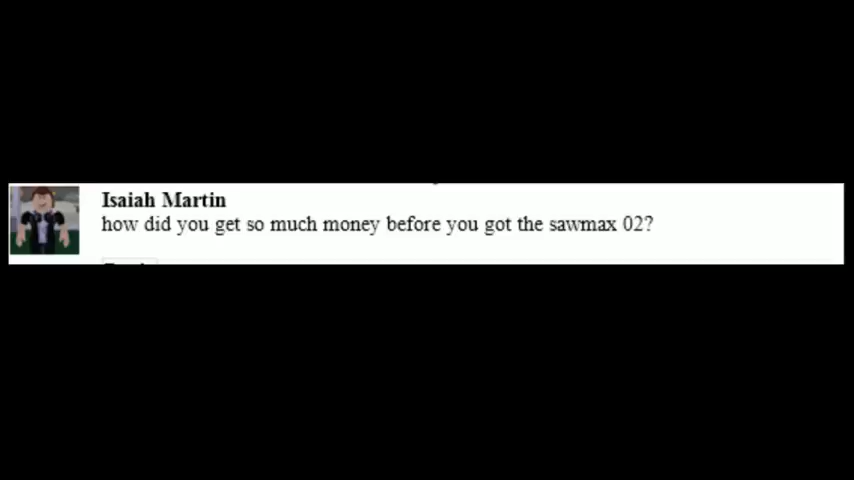 Isaiah Martin
how did you get so much money before you got the sawmax 02?